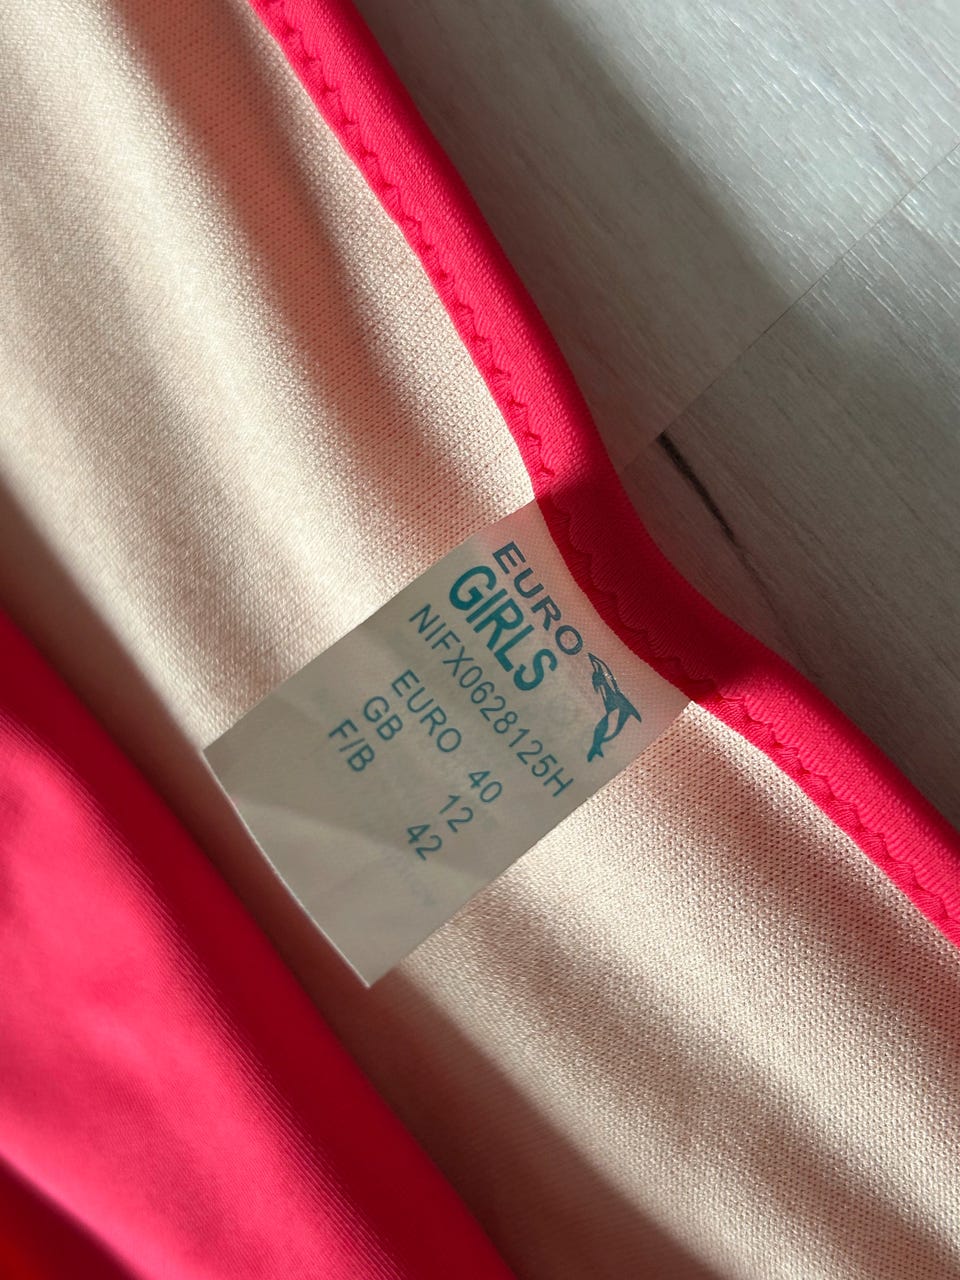 EURO
GIRLS
NIFX0628125H
EURO 40
GB 12
F/B 42